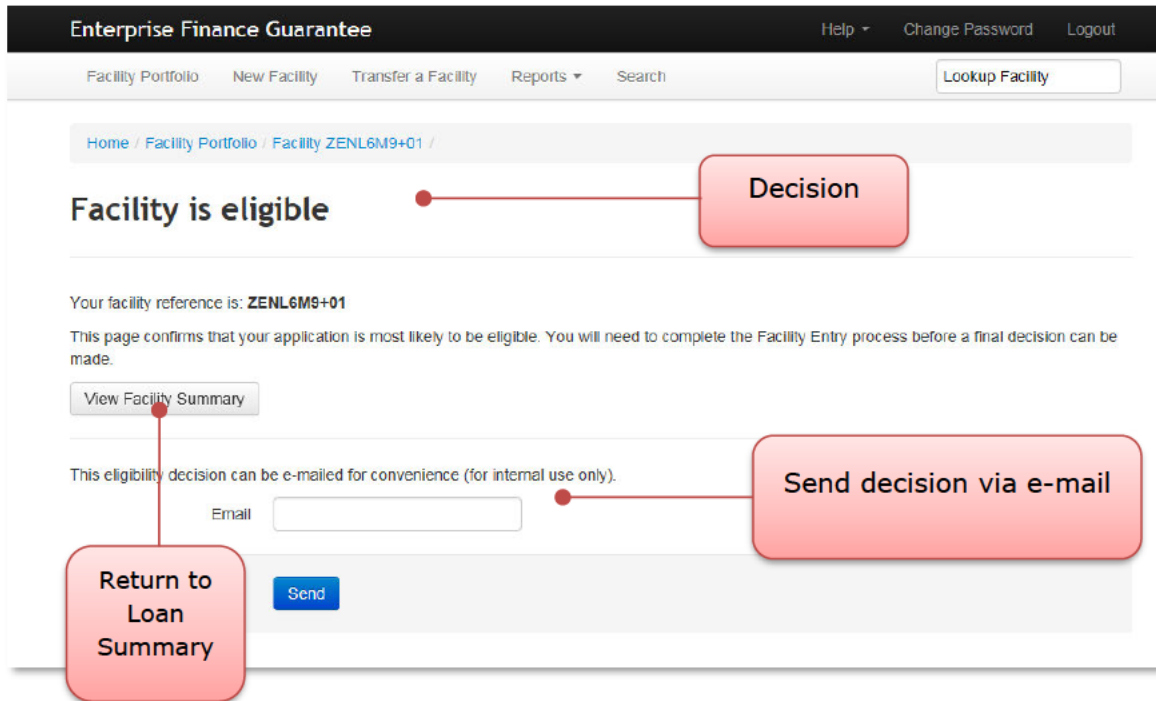 Enterprise Finance Guarantee Help Change Password Logout
Facility Portfolio New Facility Transfer a Facility Reports Search Lookup Facility
Home / Facility Portfolio / Facility ZENL6M9+01 /
Decision
Facility is eligible
Your facility reference is: ZENL6M9+01
This page confirms that your application is most likely to be eligible. You will need to complete the Facility Entry process before a final decision can be
made.
View Facility Summary
This eligibility decision can be e-mailed for convenience (for internal use only).
Send decision via e-mail
Email
Return to
Loan
Summary
Send